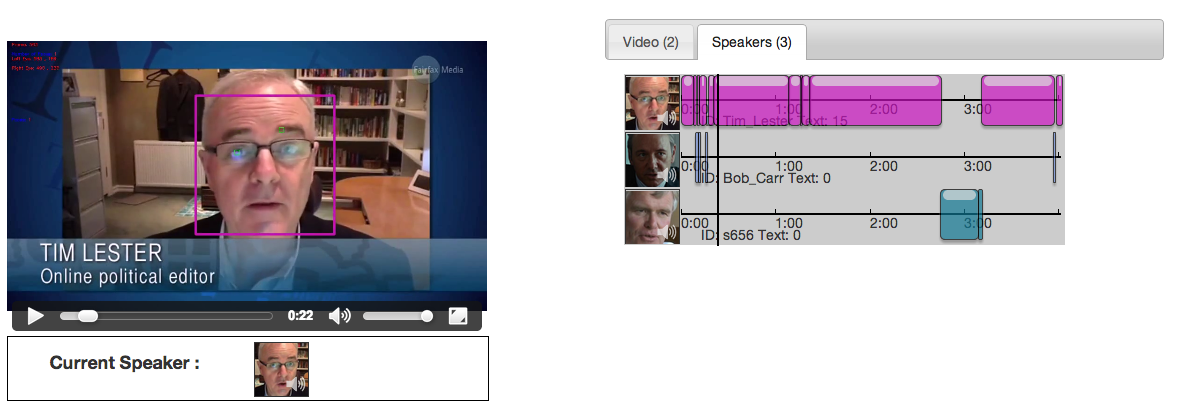 Fairfax Media
TIM LESTER
Online political editor
0:22
Current Speaker :
Video (2)
Speakers (3)
0:00 1:00 2:00 3:00
ID: Tim_Lester Text: 15
0:00 1:00 2:00 3:00
ID: Bob_Carr Text: 0
0:00 1:00 2:00 3:00
ID: s656 Text: 0